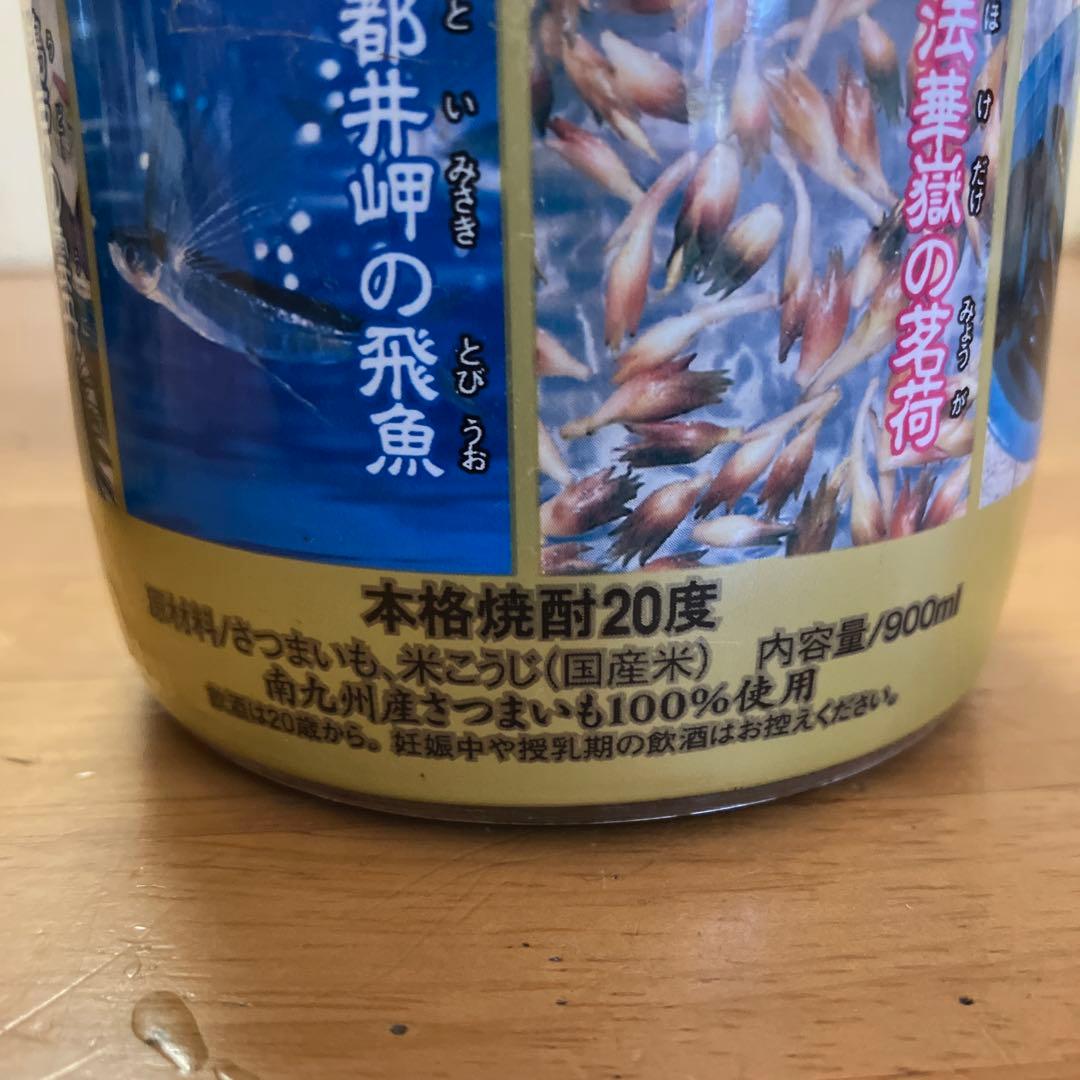 法華嶽の茗荷
ほけだけ みょうが
都井岬の飛魚
といみさき とびうお
本格焼酎20度
原材料/さつまいも、米こうじ(国産米) 内容量/900ml
南九州産さつまいも100%使用
飲酒は20歳から。妊娠中や授乳期の飲酒はお控えください。